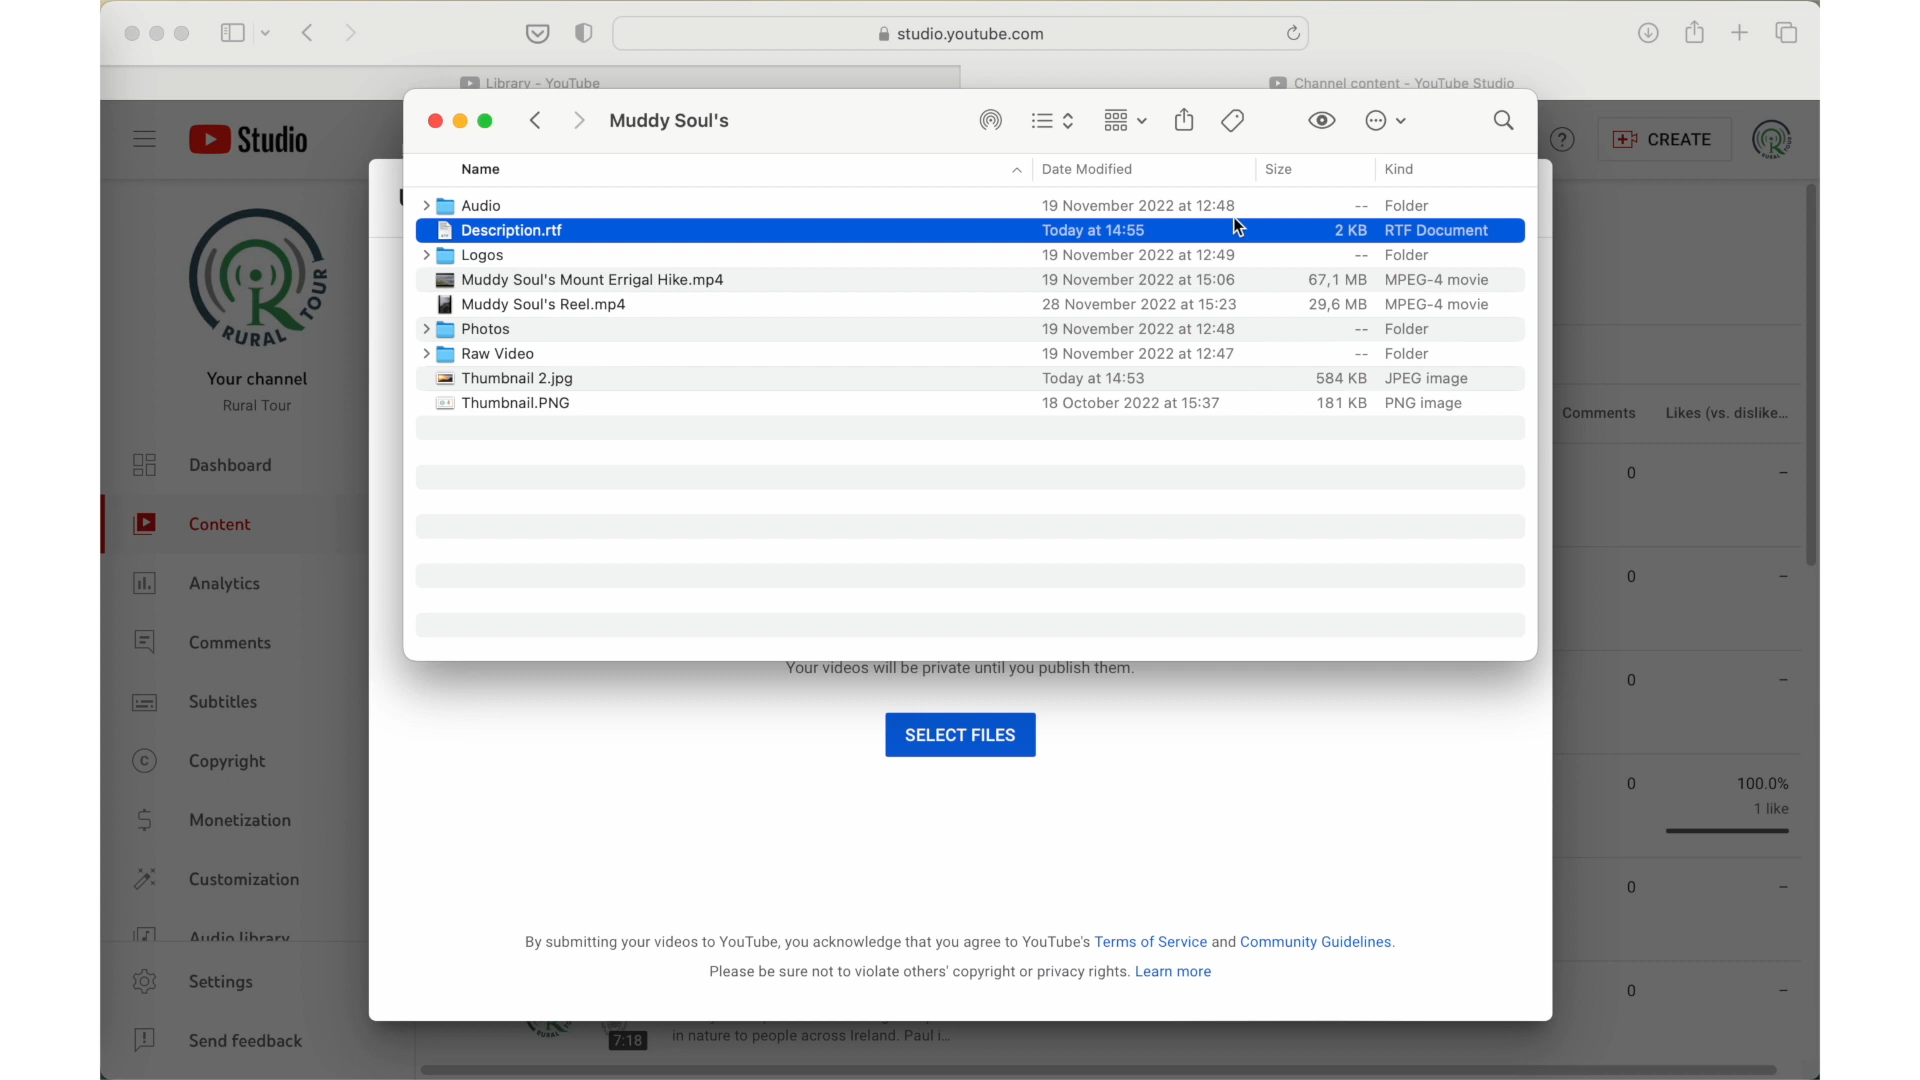 studio.youtube.com
Library - YouTube
Channel content - YouTube Studio
Muddy Soul's
Studio
CREATE
Name
Date Modified
Size
Kind
Audio
19 November 2022 at 12:48
--
Folder
Description.rtf
Today at 14:55
2 KB
RTF Document
Logos
19 November 2022 at 12:49
--
Folder
Muddy Soul's Mount Errigal Hike.mp4
19 November 2022 at 15:06
67,1 MB
MPEG-4 movie
Muddy Soul's Reel.mp4
28 November 2022 at 15:23
29,6 MB
MPEG-4 movie
Photos
19 November 2022 at 12:48
--
Folder
Raw Video
19 November 2022 at 12:47
--
Folder
Thumbnail 2.jpg
Today at 14:53
584 KB
JPEG image
Thumbnail.PNG
18 October 2022 at 15:37
181 KB
PNG image
RURAL TOUR
Your channel
Rural Tour
Dashboard
Content
Analytics
Comments
Subtitles
Copyright
Monetization
Customization
Audio library
Settings
Send feedback
Comments
Likes (vs. dislike...
0
–
0
–
0
–
0
100.0%
1 like
0
–
0
–
Your videos will be private until you publish them.
SELECT FILES
By submitting your videos to YouTube, you acknowledge that you agree to YouTube's Terms of Service and Community Guidelines.
Please be sure not to violate others' copyright or privacy rights. Learn more
7:18
in nature to people across Ireland. Paul i...